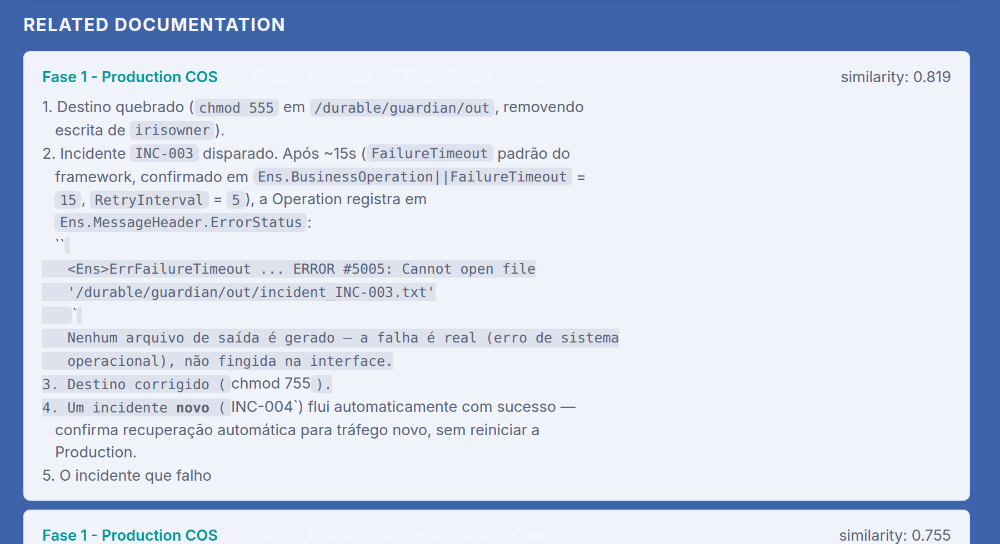 RELATED DOCUMENTATION
Fase 1 - Production COS (02_FASE_1_PYPROD_INTEROPERABILITY.md) similarity: 0.819
1. Destino quebrado (chmod 555 em /durable/guardian/out, removendo
escrita de irisowner).
2. Incidente INC-003 disparado. Após ~15s (FailureTimeout padrão do
framework, confirmado em Ens.BusinessOperation||FailureTimeout =
15, RetryInterval = 5), a Operation registra em
Ens.MessageHeader.ErrorStatus:
``
<Ens>ErrFailureTimeout ... ERROR #5005: Cannot open file
'/durable/guardian/out/incident_INC-003.txt'
`
Nenhum arquivo de saída é gerado — a falha é real (erro de sistema
operacional), não fingida na interface.
3. Destino corrigido (chmod 755).
4. Um incidente novo (INC-004`) flui automaticamente com sucesso —
confirma recuperação automática para tráfego novo, sem reiniciar a
Production.
5. O incidente que falho
Fase 1 - Production COS (02_FASE_1_PYPROD_INTEROPERABILITY.md) similarity: 0.755